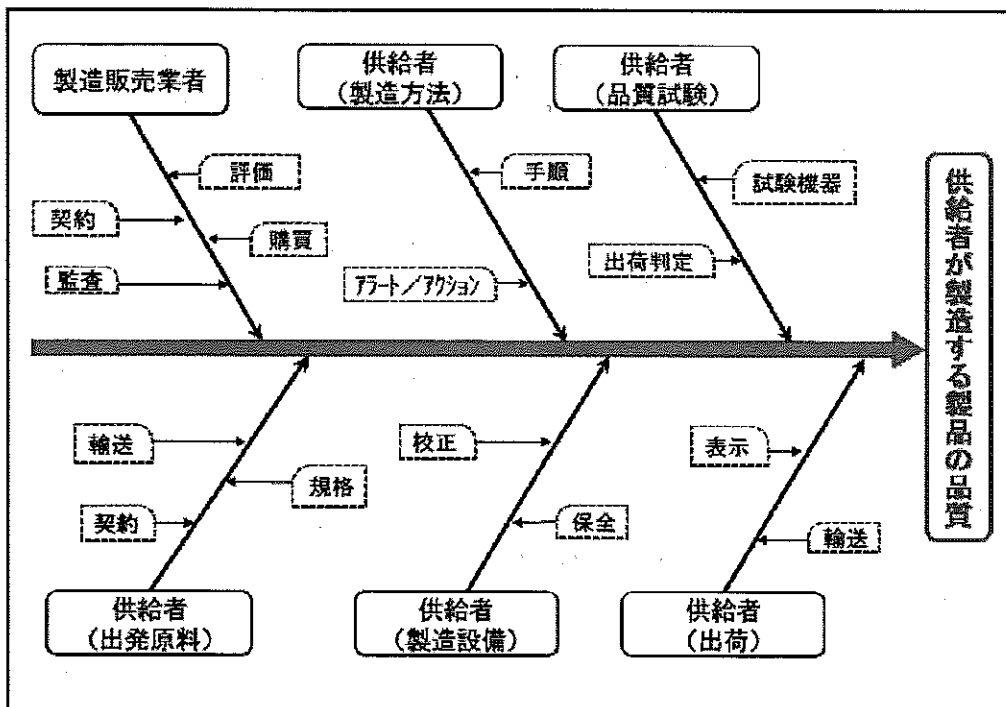 製造販売業者
供給者
(製造方法)
供給者
(品質試験)
評価
契約
購買
監査
手順
アラート/アクション
試験機器
出荷判定
供給者が製造する製品の品質
輸送
規格
契約
校正
保全
表示
輸送
供給者
(出発原料)
供給者
(製造設備)
供給者
(出荷)